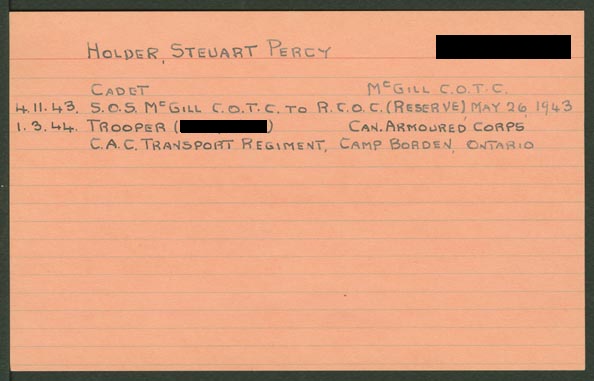 HOLDER, STEUART PERCY
CADET McGILL C.O.T.C.
4.11.43. S.O.S. McGILL C.O.T.C. TO R.C.O.C. (RESERVE) MAY 26, 1943
1.3.44. TROOPER ( ) CAN. ARMOURED CORPS
C.A.C. TRANSPORT REGIMENT, CAMP BORDEN, ONTARIO